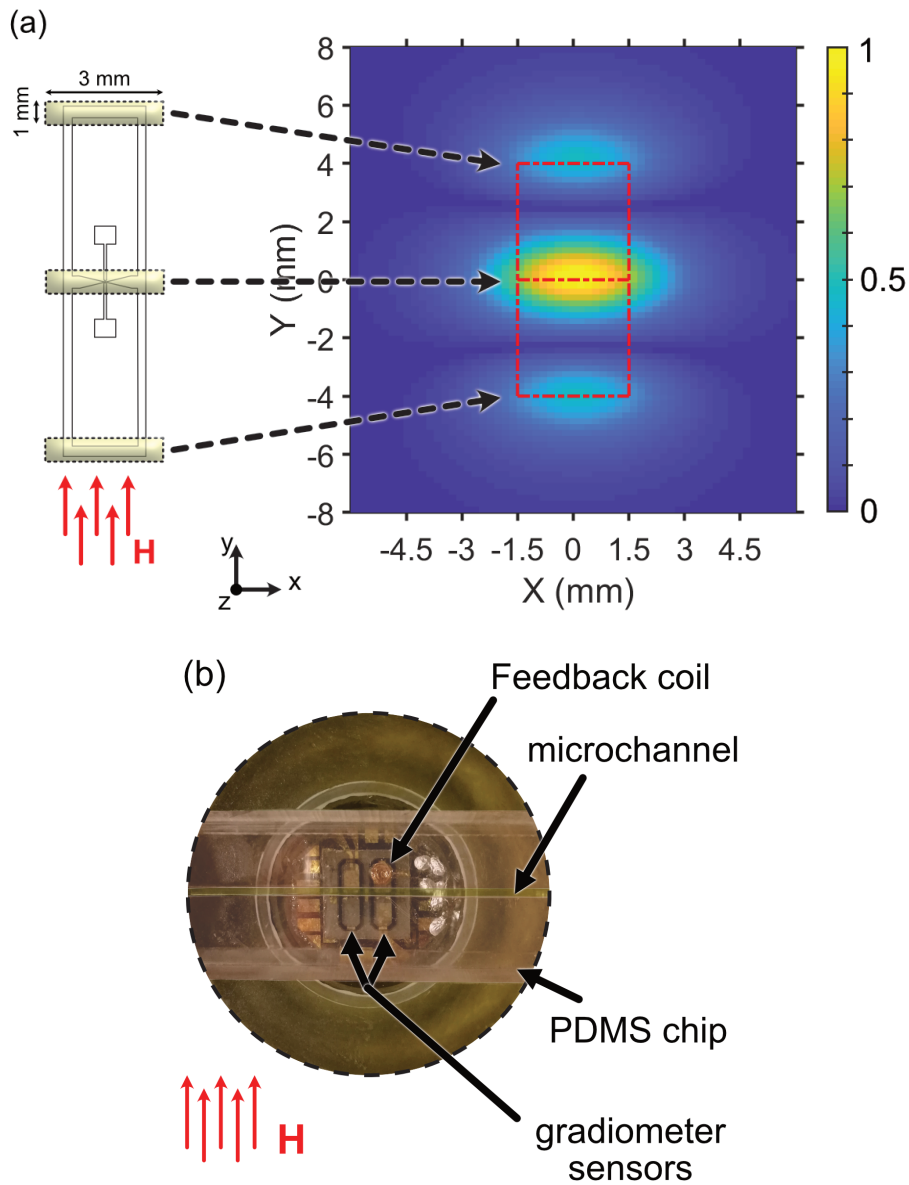 (a)
3 mm
1 mm
H
y
x
z
8
6
4
2
0
-2
-4
-6
-8
Y (mm)
-4.5 -3 -1.5 0 1.5 3 4.5
X (mm)
1
0.5
0
(b)
Feedback coil
microchannel
PDMS chip
gradiometer
sensors
H